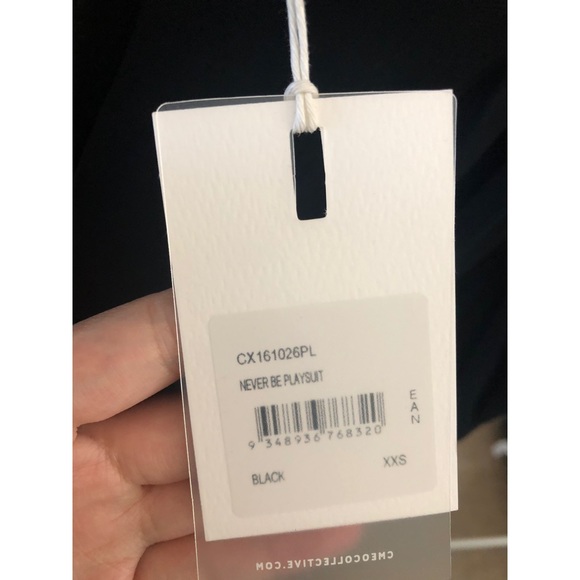 CX161026PL
NEVER BE PLAYSUIT
EAN
9 348936 768320
BLACK XXS
CMEOCOLLECTIVE.COM